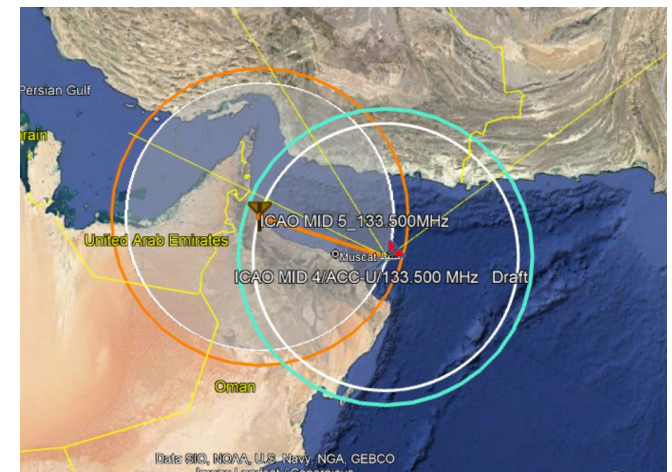 Persian Gulf
rain
ICAO MID 5_133.500MHz
United Arab Emirates
Muscat
ICAO MID 4/ACC-U/133.500 MHz Draft
Oman
Data SIO, NOAA, U.S. Navy, NGA, GEBCO